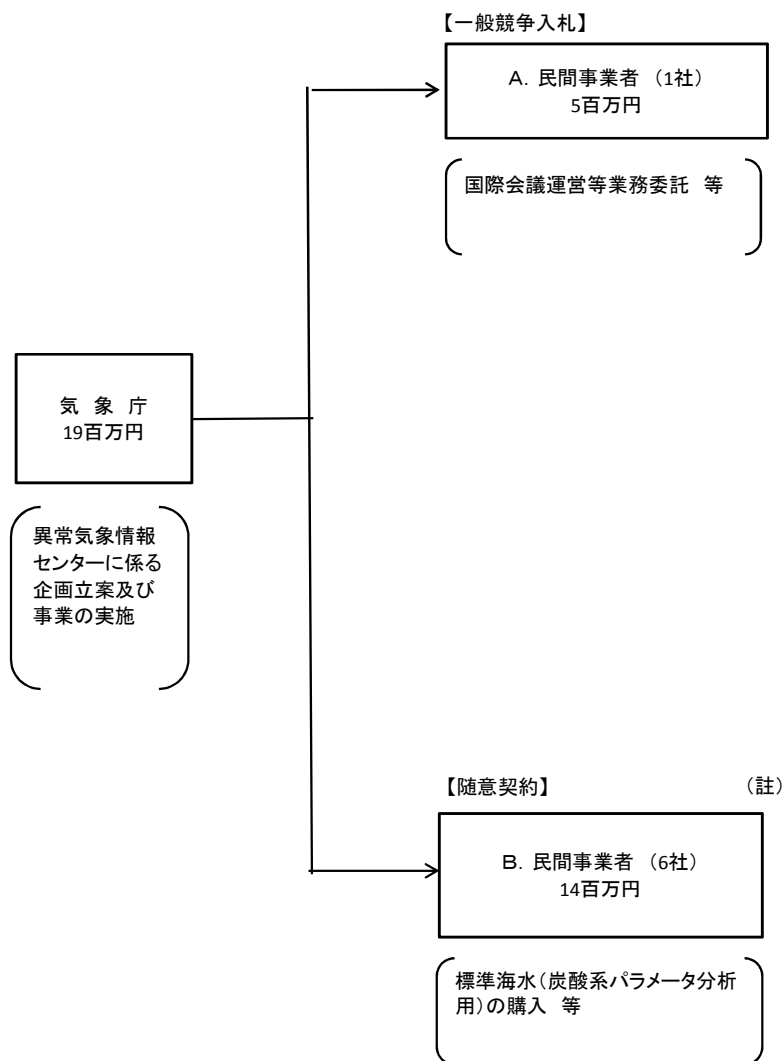 【一般競争入札】
A．民間事業者　（1社）
5百万円
国際会議運営等業務委託　等
気　象　庁
19百万円
異常気象情報
センターに係る
企画立案及び
事業の実施
【随意契約】　（註）
B．民間事業者　（6社）
14百万円
標準海水（炭酸系パラメータ分析
用）の購入　等